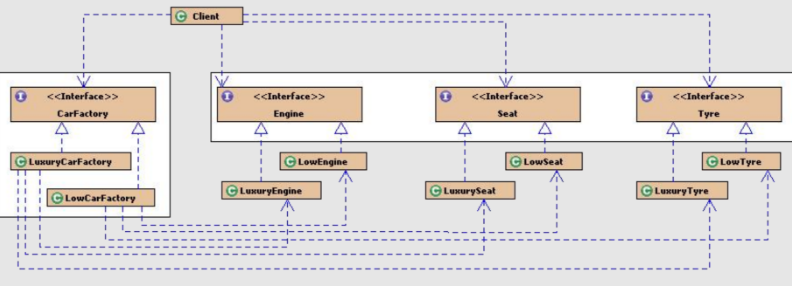 Client
<<Interface>>
CarFactory
<<Interface>>
Engine
<<Interface>>
Seat
<<Interface>>
Tyre
LuxuryCarFactory
LowEngine
LowSeat
LowTyre
LowCarFactory
LuxuryEngine
LuxurySeat
LuxuryTyre